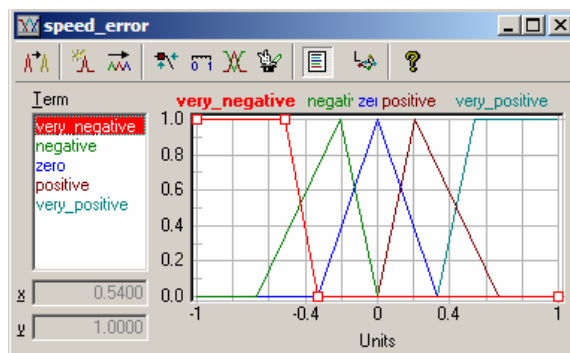 speed_error
Term
very_negative
negative
zero
positive
very_positive
x 0.5400
y 1.0000
very_negative negati zei positive very_positive
1.0
0.8
0.6
0.4
0.2
0.0
-1 -0.4 0 0.4 1
Units